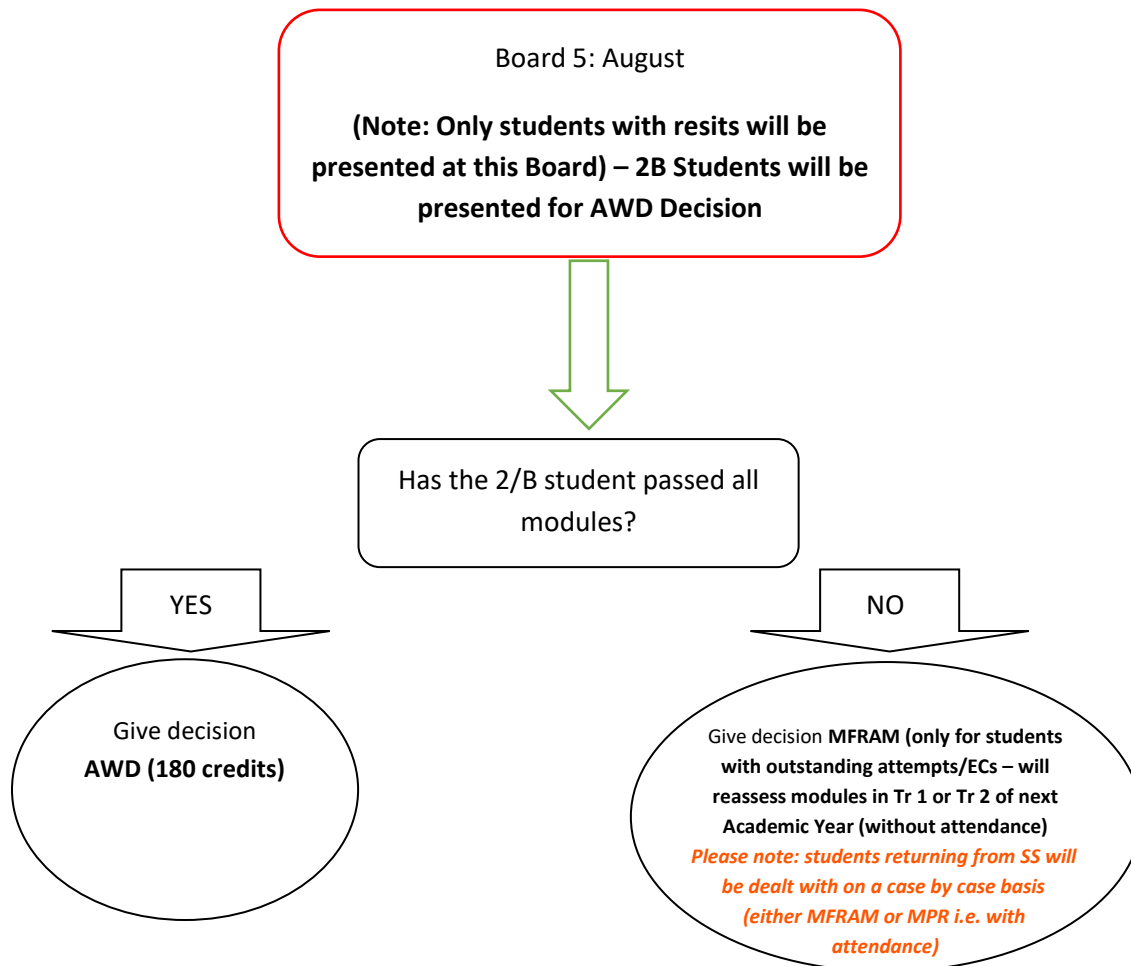 Board 5: August
(Note: Only students with resits will be
presented at this Board) – 2B Students will be
presented for AWD Decision
Has the 2/B student passed all
modules?
YES
NO
Give decision
AWD (180 credits)
Give decision MFRAM (only for students
with outstanding attempts/ECs – will
reassess modules in Tr 1 or Tr 2 of next
Academic Year (without attendance)
Please note: students returning from SS will
be dealt with on a case by case basis
(either MFRAM or MPR i.e. with
attendance)